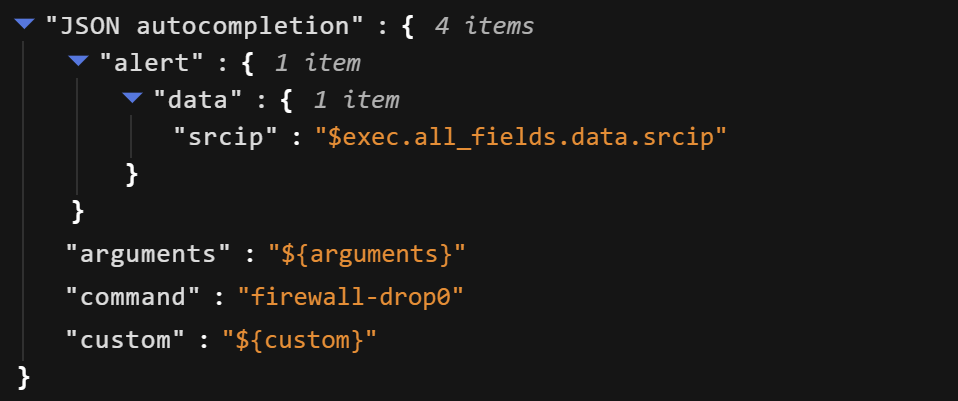 "JSON autocompletion" : { 4 items
"alert" : { 1 item
"data" : { 1 item
"srcip" : "$exec.all_fields.data.srcip"
}
}
"arguments" : "${arguments}"
"command" : "firewall-drop0"
"custom" : "${custom}"
}